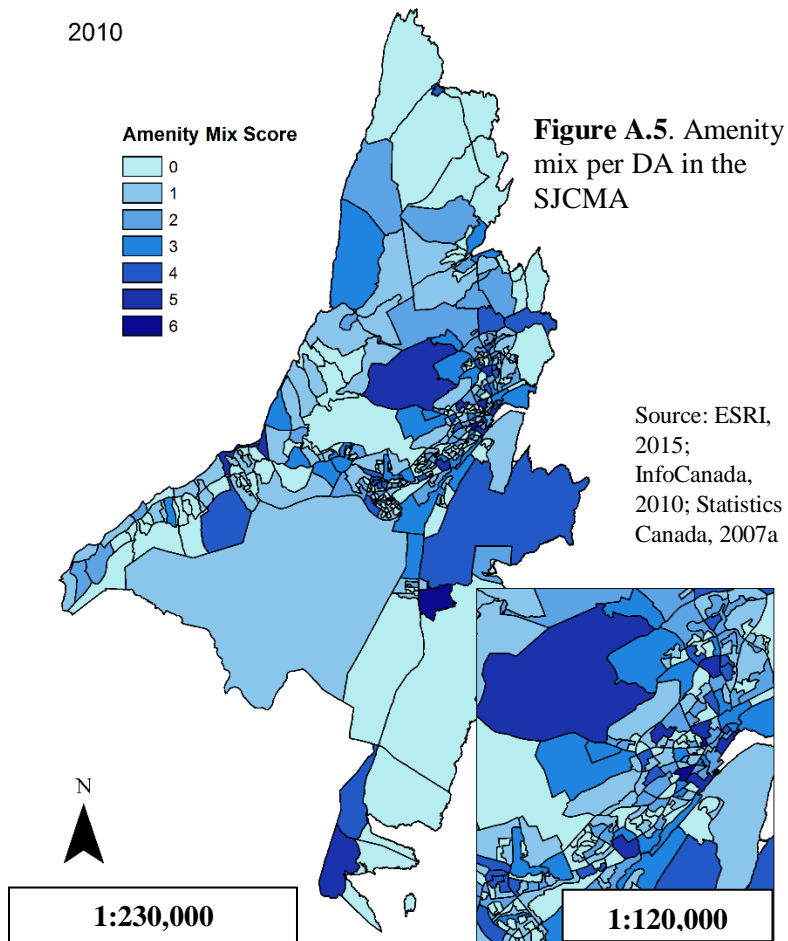 2010
Figure A.5. Amenity
mix per DA in the
SJCMA
Amenity Mix Score
0
1
2
3
4
5
6
Source: ESRI,
2015;
InfoCanada,
2010; Statistics
Canada, 2007a
N
1:230,000
1:120,000